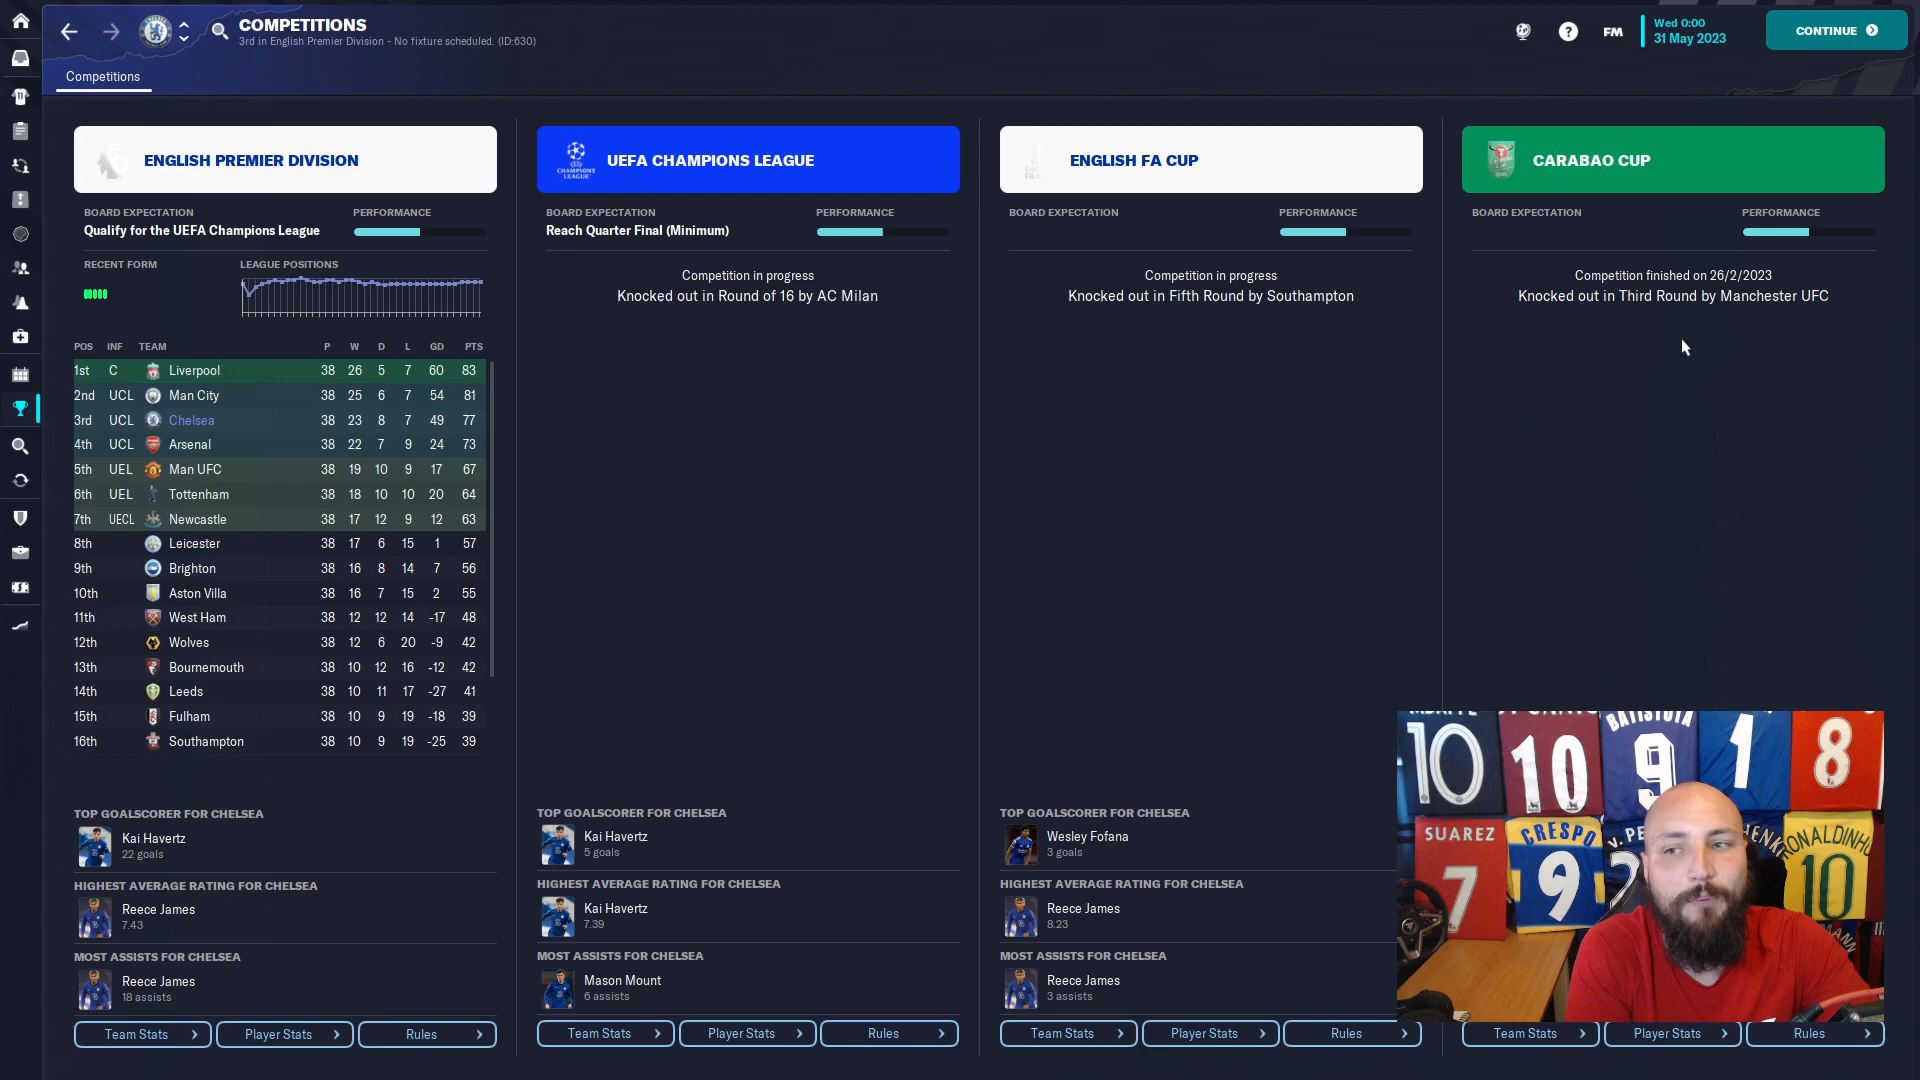 COMPETITIONS
3rd in English Premier Division - No fixture scheduled. (ID:630)
FM
Wed 0:00
31 May 2023
CONTINUE
Competitions
ENGLISH PREMIER DIVISION
BOARD EXPECTATION PERFORMANCE
Qualify for the UEFA Champions League
RECENT FORM LEAGUE POSITIONS
POS INF TEAM P W D L GD PTS
1st C Liverpool 38 26 5 7 60 83
2nd UCL Man City 38 25 6 7 54 81
3rd UCL Chelsea 38 23 8 7 49 77
4th UCL Arsenal 38 22 7 9 24 73
5th UEL Man UFC 38 19 10 9 17 67
6th UEL Tottenham 38 18 10 10 20 64
7th UECL Newcastle 38 17 12 9 12 63
8th Leicester 38 17 6 15 1 57
9th Brighton 38 16 8 14 7 56
10th Aston Villa 38 16 7 15 2 55
11th West Ham 38 12 12 14 -17 48
12th Wolves 38 12 6 20 -9 42
13th Bournemouth 38 10 12 16 -12 42
14th Leeds 38 10 11 17 -27 41
15th Fulham 38 10 9 19 -18 39
16th Southampton 38 10 9 19 -25 39
TOP GOALSCORER FOR CHELSEA
Kai Havertz
22 goals
HIGHEST AVERAGE RATING FOR CHELSEA
Reece James
7.43
MOST ASSISTS FOR CHELSEA
Reece James
18 assists
Team Stats Player Stats Rules
CHAMPIONS LEAGUE
UEFA CHAMPIONS LEAGUE
BOARD EXPECTATION PERFORMANCE
Reach Quarter Final (Minimum)
Competition in progress
Knocked out in Round of 16 by AC Milan
TOP GOALSCORER FOR CHELSEA
Kai Havertz
5 goals
HIGHEST AVERAGE RATING FOR CHELSEA
Kai Havertz
7.39
MOST ASSISTS FOR CHELSEA
Mason Mount
6 assists
Team Stats Player Stats Rules
ENGLISH FA CUP
BOARD EXPECTATION PERFORMANCE
Competition in progress
Knocked out in Fifth Round by Southampton
TOP GOALSCORER FOR CHELSEA
Wesley Fofana
3 goals
HIGHEST AVERAGE RATING FOR CHELSEA
Reece James
8.23
MOST ASSISTS FOR CHELSEA
Reece James
3 assists
Team Stats Player Stats Rules
CARABAO CUP
BOARD EXPECTATION PERFORMANCE
Competition finished on 26/2/2023
Knocked out in Third Round by Manchester UFC
BATISTUTA
10 10 9 1 8
SUAREZ CRESPO RONALDINHO
7 9 2 10
Team Stats Player Stats Rules